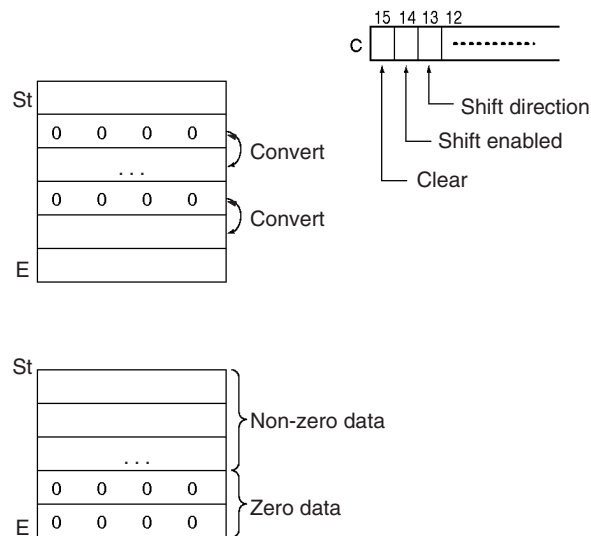 15 14 13 12
C
Shift direction
Shift enabled
Clear
St
0 0 0 0
Convert
. . .
0 0 0 0
Convert
E
St
Non-zero data
. . .
0 0 0 0
Zero data
E 0 0 0 0